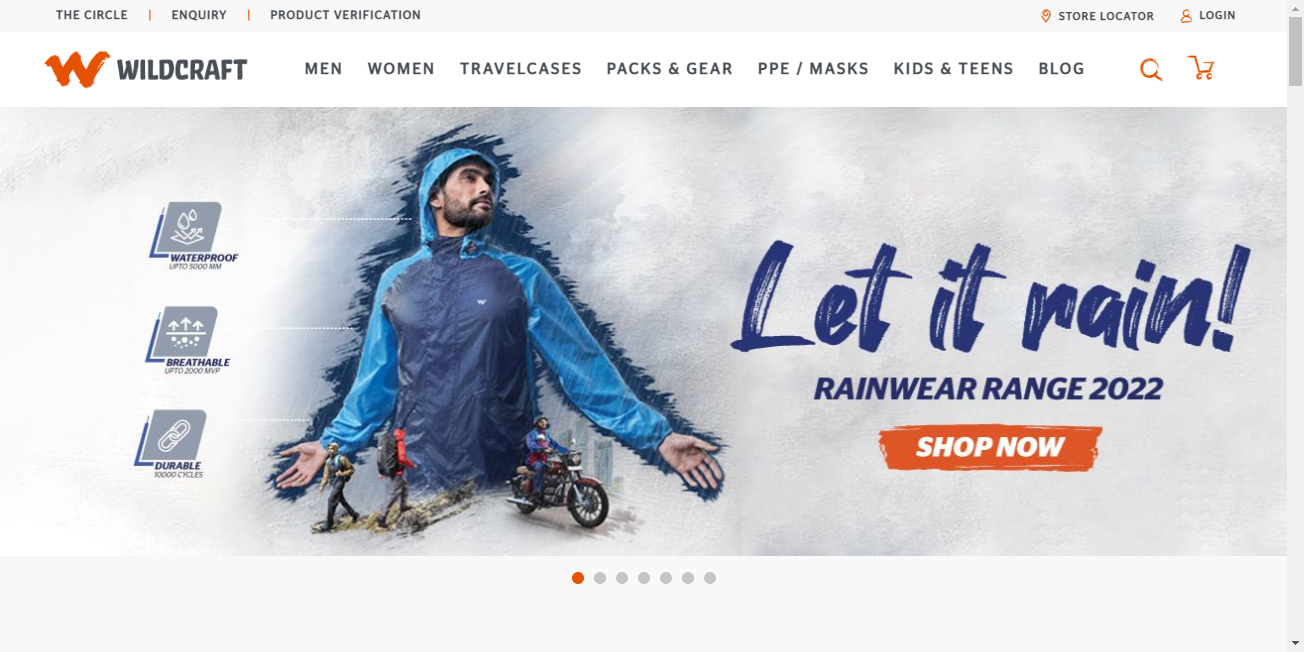 THE CIRCLE | ENQUIRY | PRODUCT VERIFICATION STORE LOCATOR LOGIN
WILDCRAFT MEN WOMEN TRAVELCASES PACKS & GEAR PPE / MASKS KIDS & TEENS BLOG
WATERPROOF
UPTO 5000 MM
BREATHABLE
UPTO 2000 MVP
DURABLE
10000 CYCLES
Let it rain!
RAINWEAR RANGE 2022
SHOP NOW